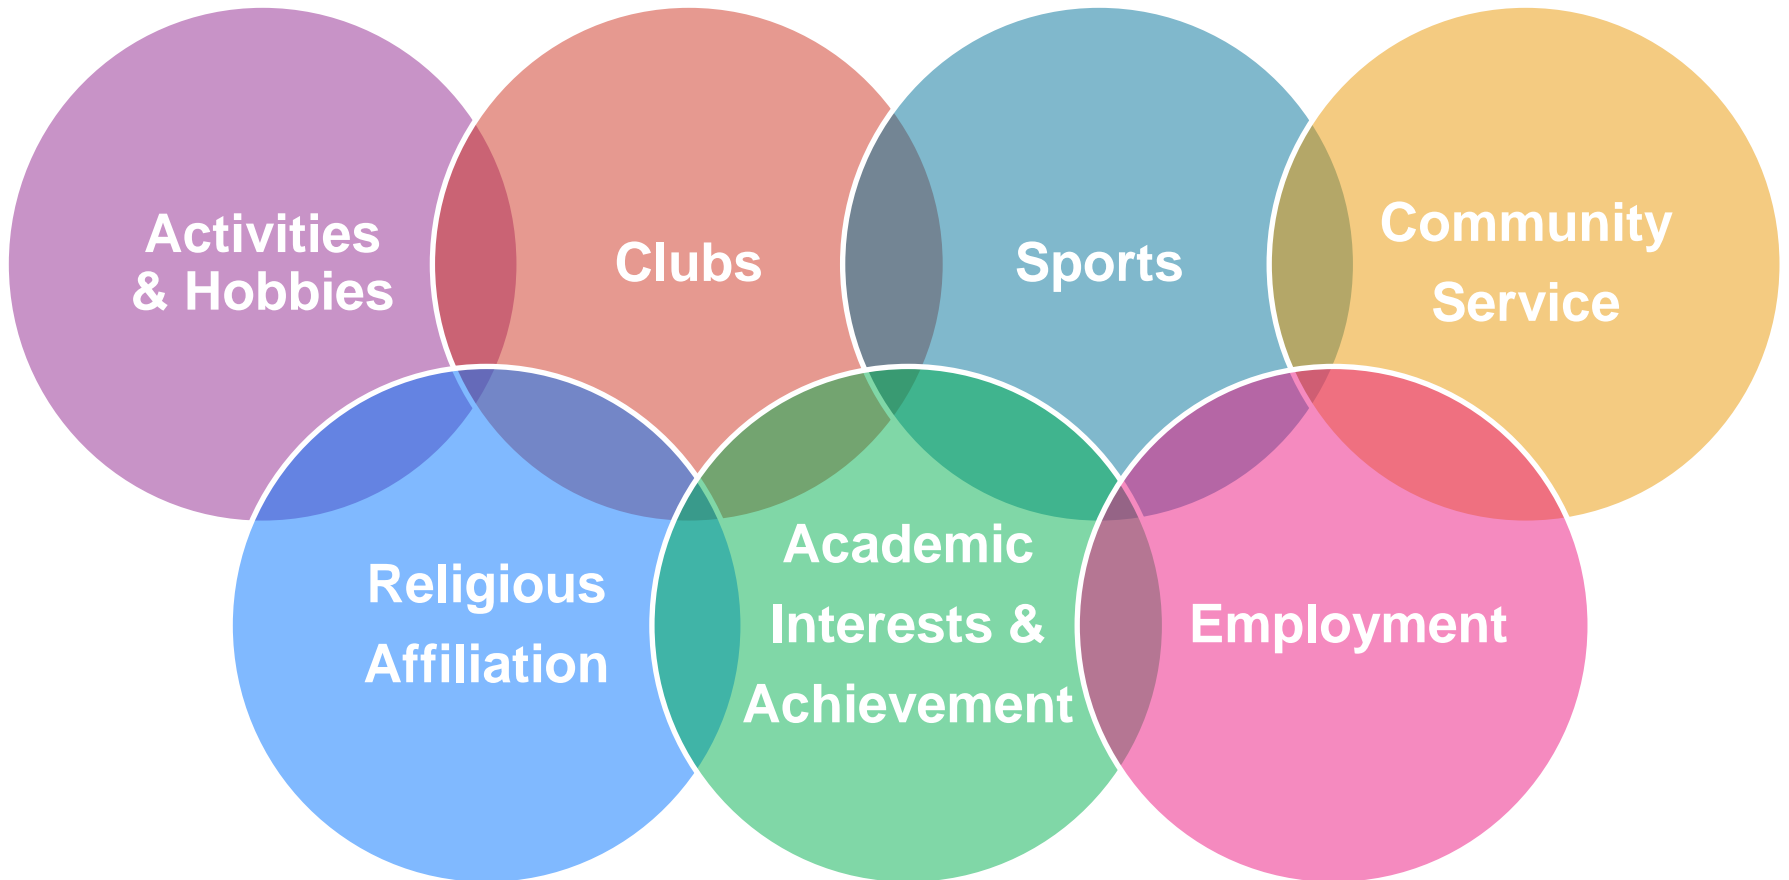 Activities
& Hobbies
Clubs
Sports
Community
Service
Religious
Affiliation
Academic
Interests &
Achievement
Employment